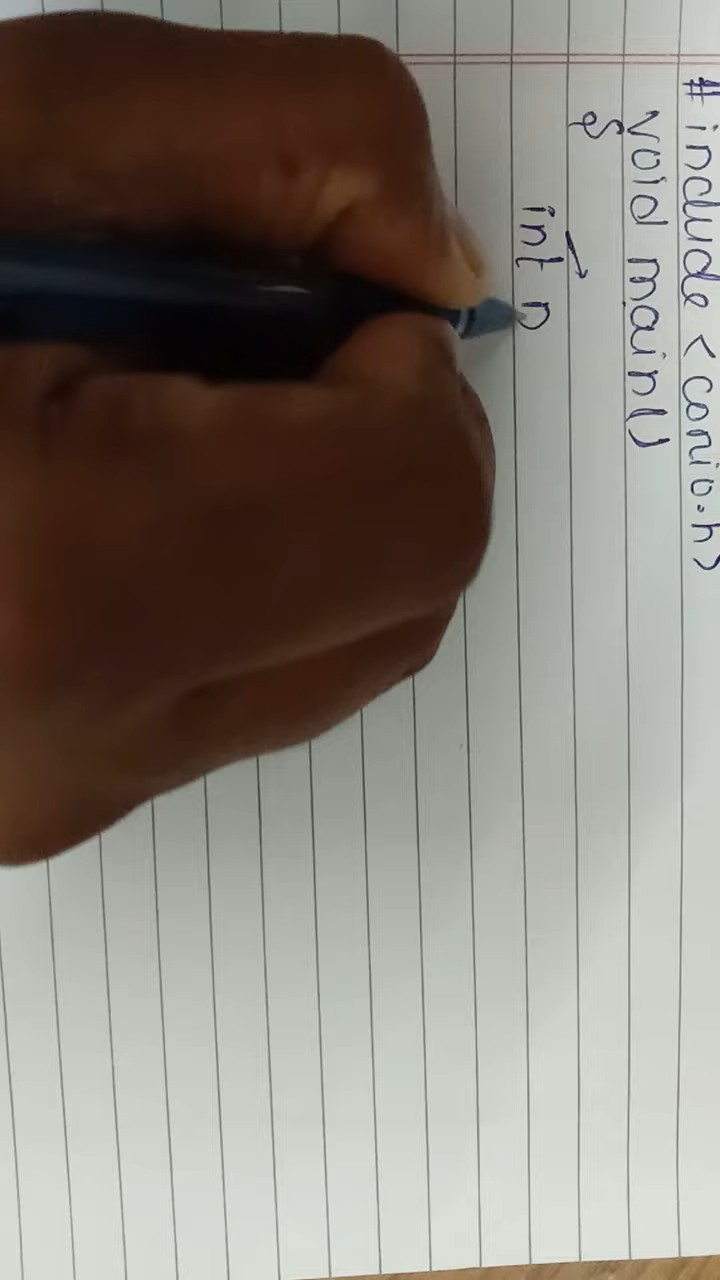 # include <conio.h>
void main()
{
int n